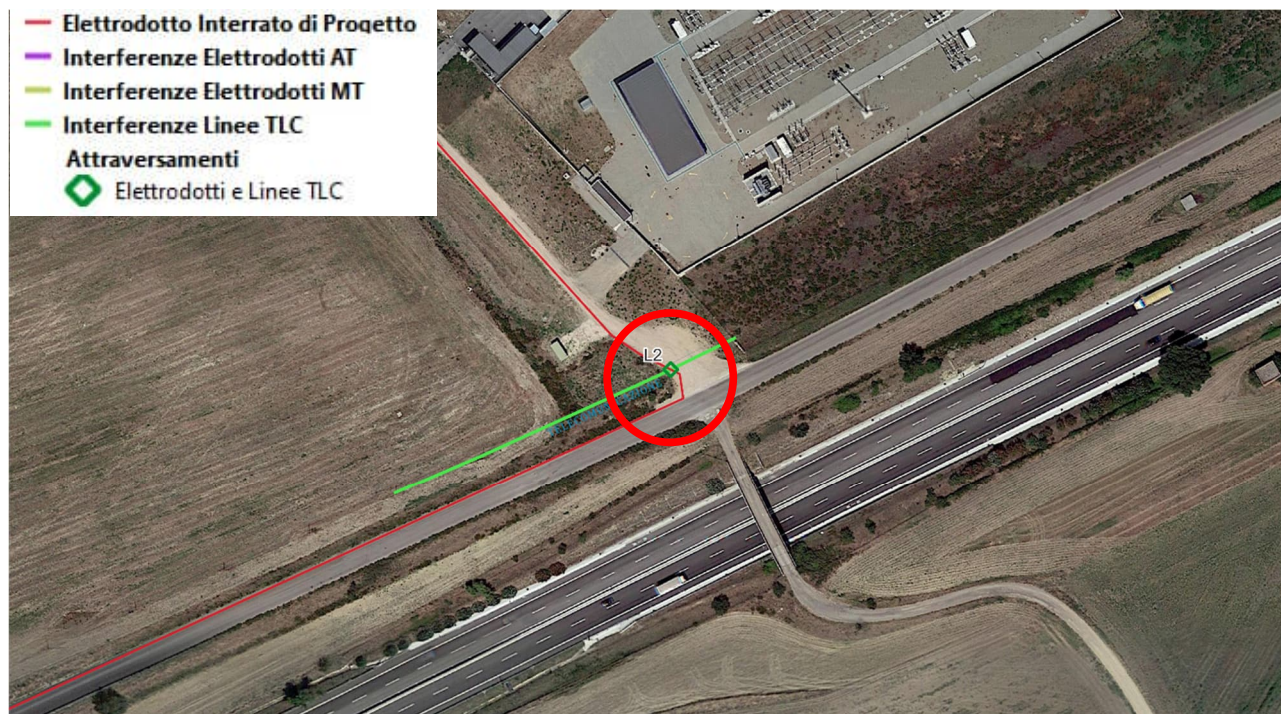 Elettrodotto Interrato di Progetto
Interferenze Elettrodotti AT
Interferenze Elettrodotti MT
Interferenze Linee TLC
Attraversamenti
Elettrodotti e Linee TLC
L2